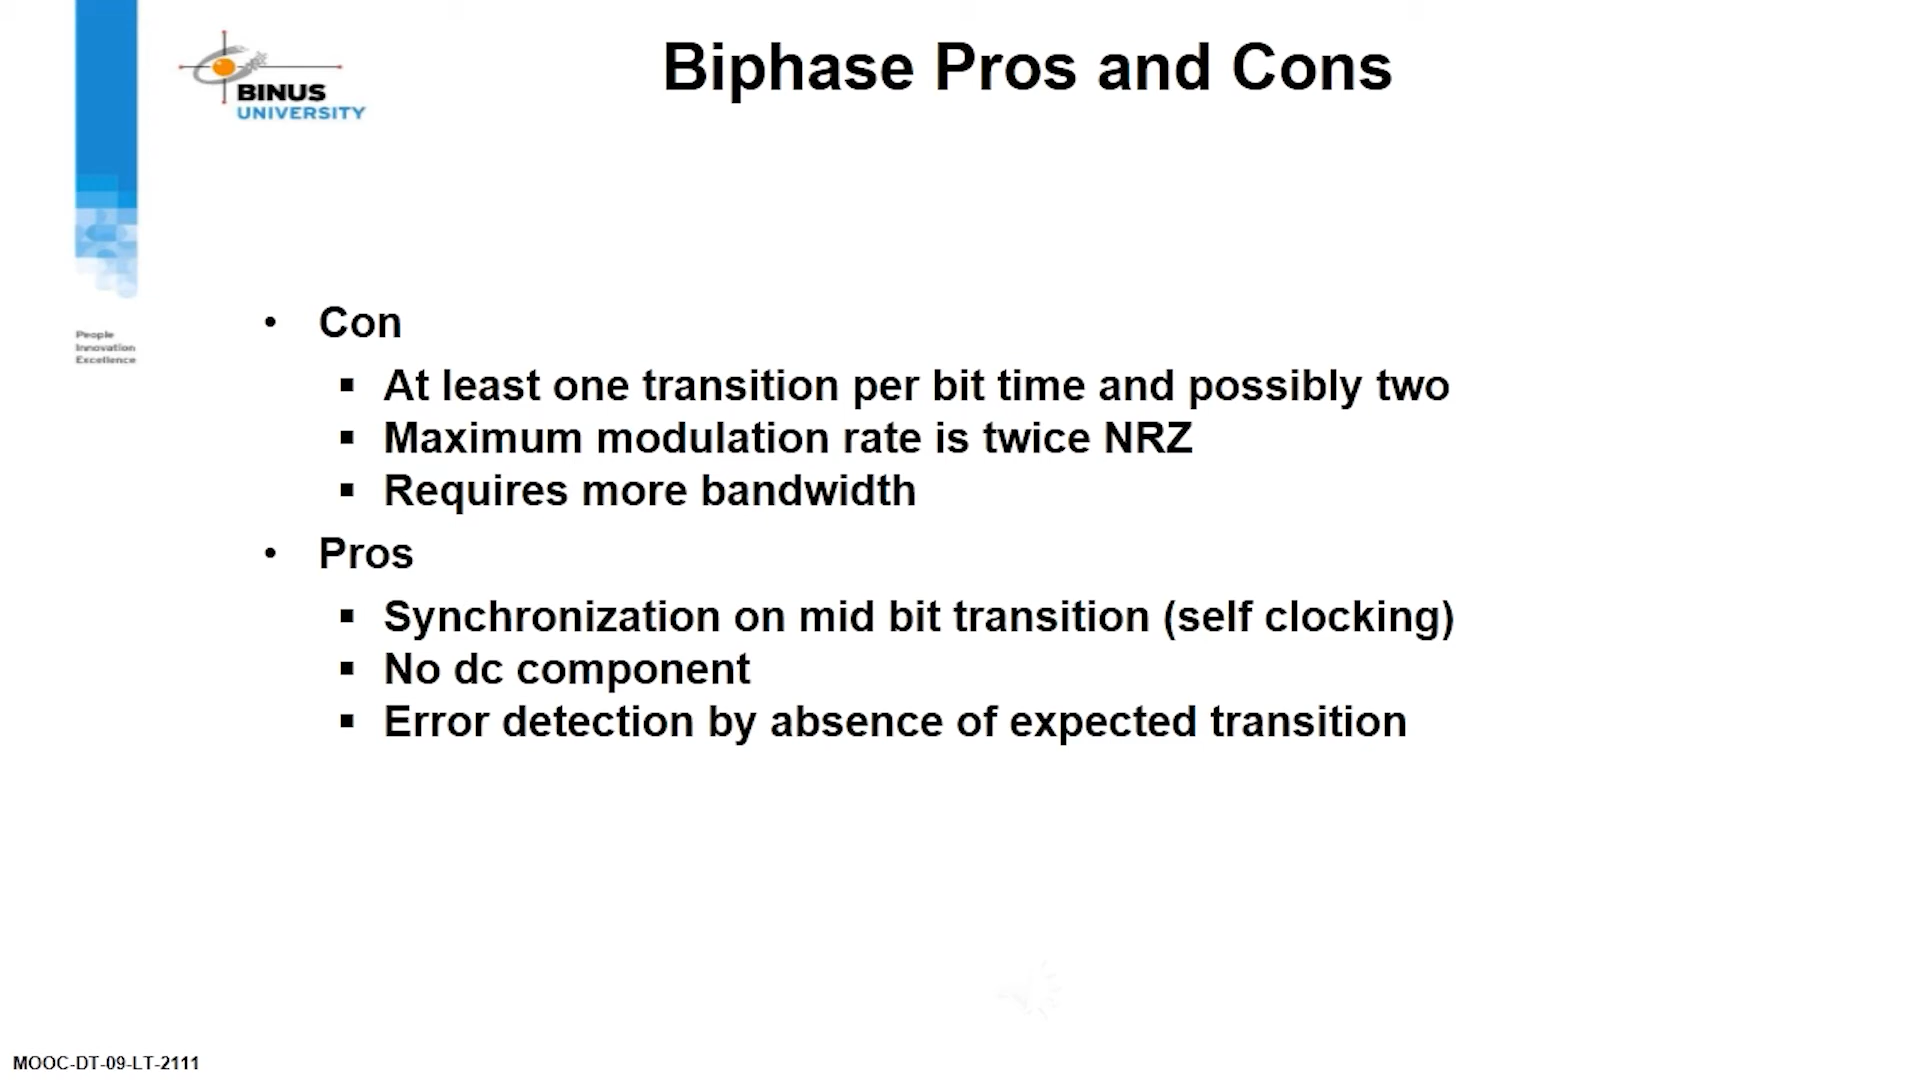 BINUS
UNIVERSITY
Biphase Pros and Cons
People
Innovation
Excellence
• Con
▪ At least one transition per bit time and possibly two
▪ Maximum modulation rate is twice NRZ
▪ Requires more bandwidth
• Pros
▪ Synchronization on mid bit transition (self clocking)
▪ No dc component
▪ Error detection by absence of expected transition
MOOC-DT-09-LT-2111